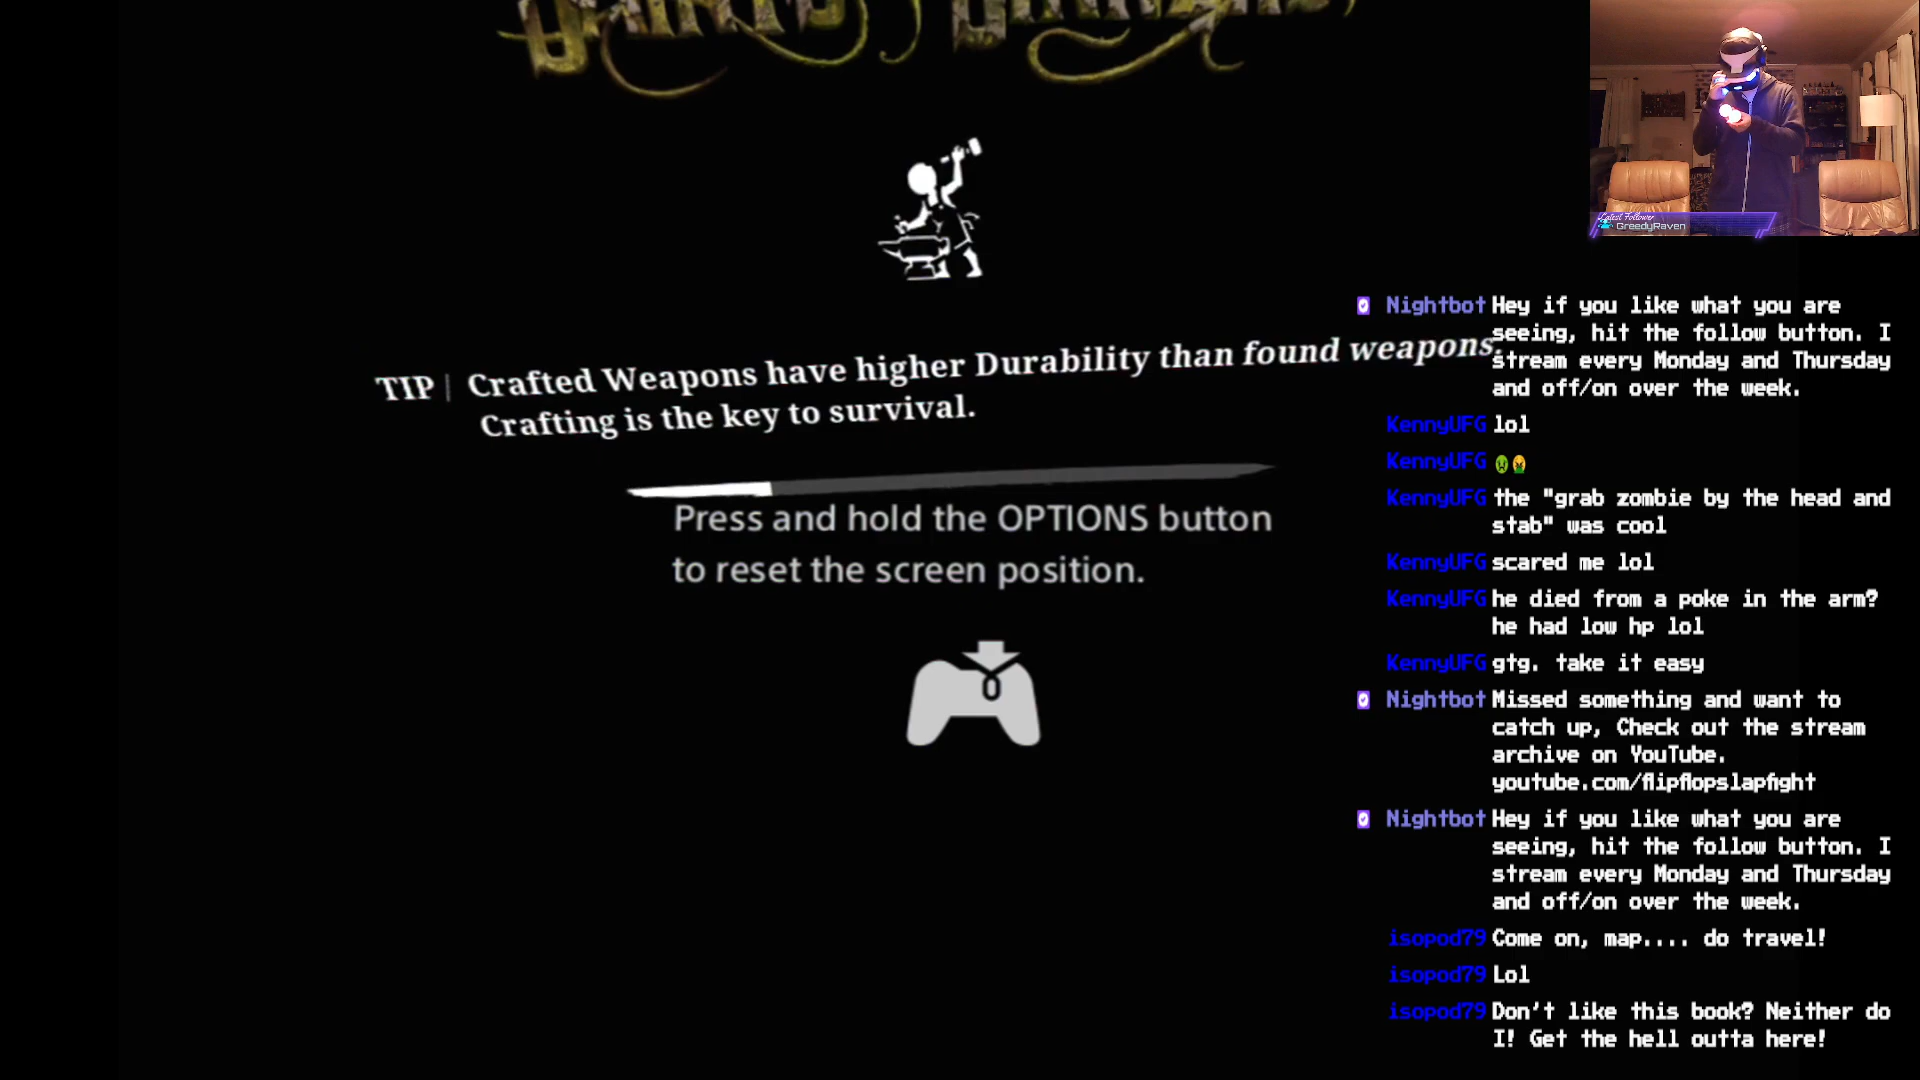 Latest Follower
GreedyRaven
TIP | Crafted Weapons have higher Durability than found weapons.
Crafting is the key to survival.
Press and hold the OPTIONS button
to reset the screen position.
Nightbot Hey if you like what you are
seeing, hit the follow button. I
stream every Monday and Thursday
and off/on over the week.
KennyUFG lol
KennyUFG
KennyUFG the "grab zombie by the head and
stab" was cool
KennyUFG scared me lol
KennyUFG he died from a poke in the arm?
he had low hp lol
KennyUFG gtg. take it easy
Nightbot Missed something and want to
catch up, Check out the stream
archive on YouTube.
youtube.com/flipflopslapfight
Nightbot Hey if you like what you are
seeing, hit the follow button. I
stream every Monday and Thursday
and off/on over the week.
isopod79 Come on, map.... do travel!
isopod79 Lol
isopod79 Don't like this book? Neither do
I! Get the hell outta here!